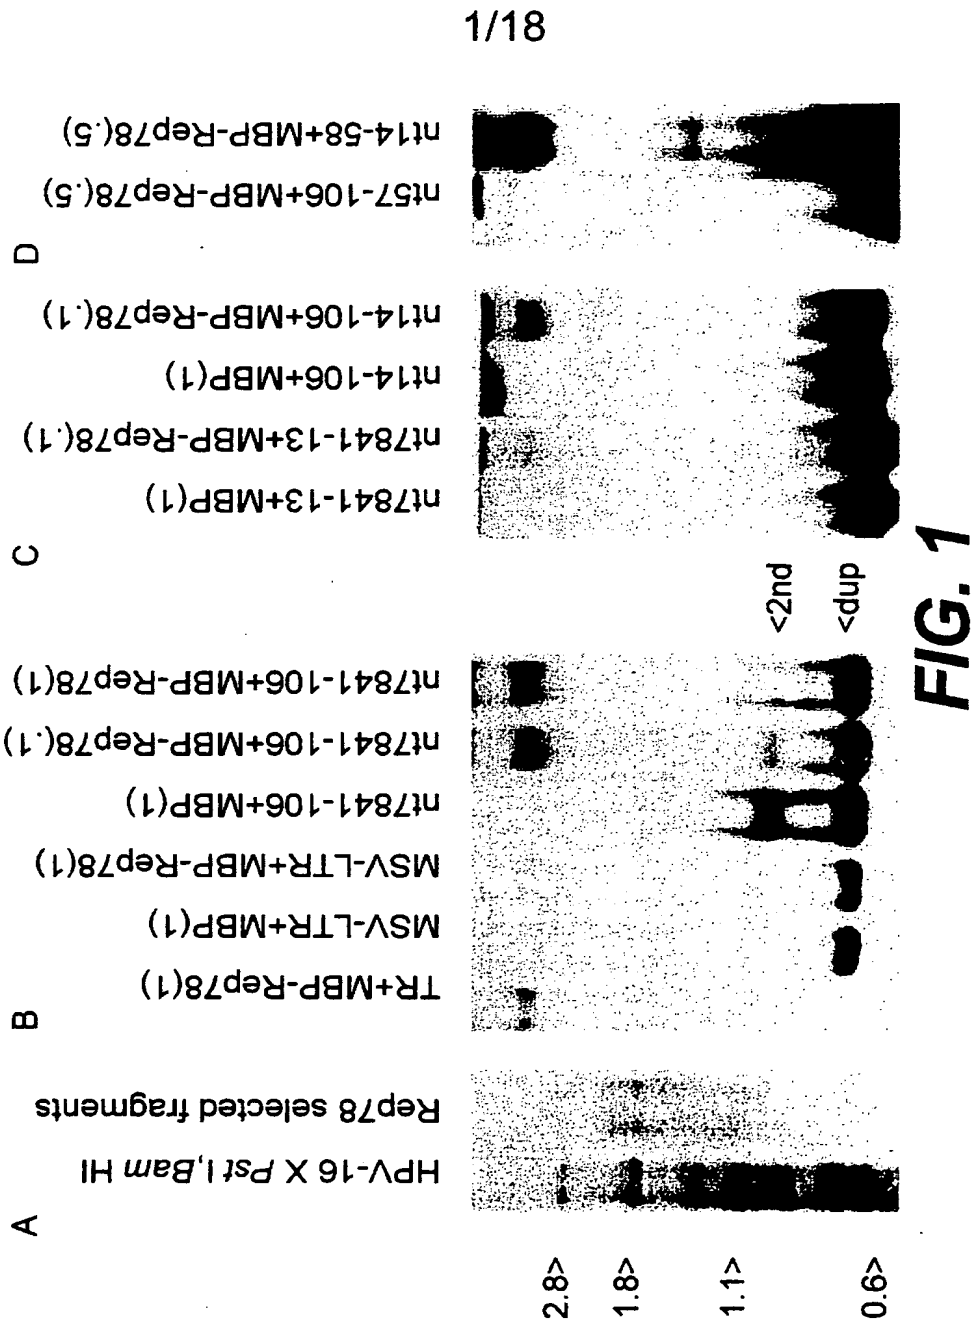 1/18
A
HPV-16 X Pst I, Bam HI
Rep78 selected fragments
2.8>
1.8>
1.1>
0.6>
B
TR+MBP-Rep78(1)
MSV-LTR+MBP(1)
MSV-LTR+MBP-Rep78(1)
nt7841-106+MBP(1)
nt7841-106+MBP-Rep78(.1)
nt7841-106+MBP-Rep78(1)
<2nd
<dup
C
nt7841-13+MBP(1)
nt7841-13+MBP-Rep78(.1)
nt14-106+MBP(1)
nt14-106+MBP-Rep78(.1)
D
nt57-106+MBP-Rep78(.5)
nt14-58+MBP-Rep78(.5)
FIG. 1